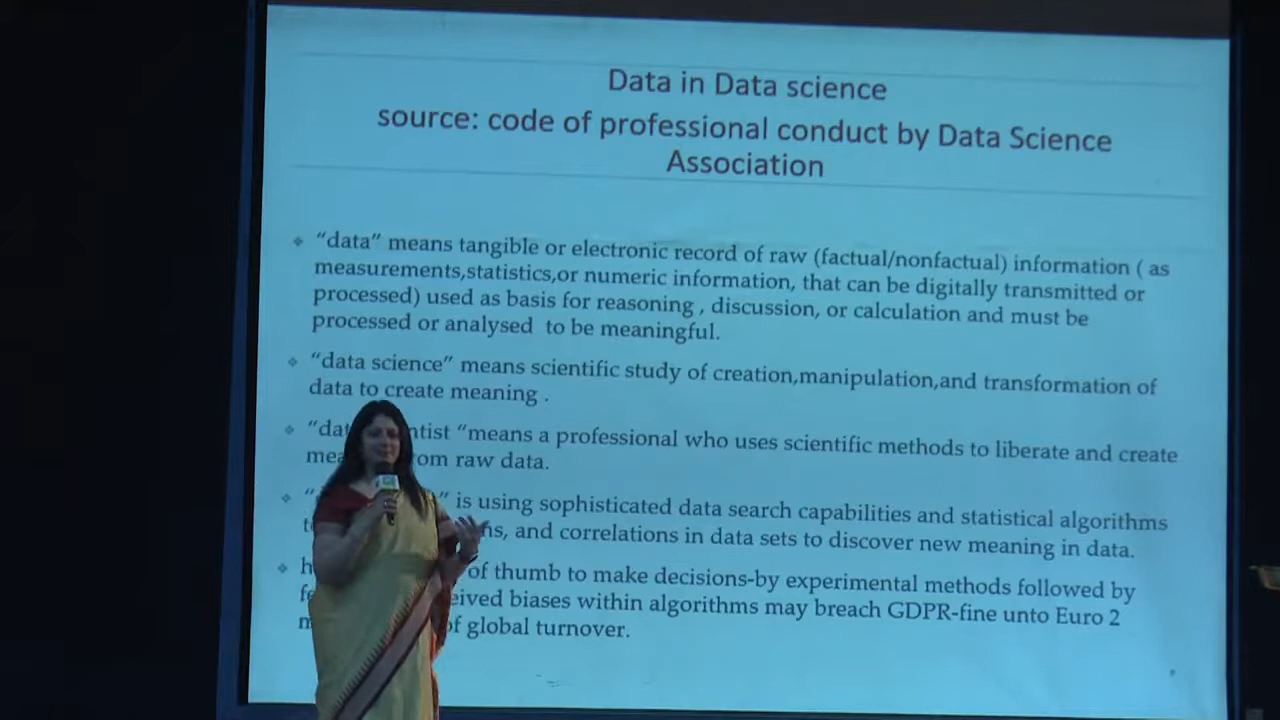 Data in Data science
source: code of professional conduct by Data Science
Association
“data” means tangible or electronic record of raw (factual/nonfactual) information ( as
measurements,statistics,or numeric information, that can be digitally transmitted or
processed) used as basis for reasoning , discussion, or calculation and must be
processed or analysed to be meaningful.
“data science” means scientific study of creation,manipulation,and transformation of
data to create meaning .
“means a professional who uses scientific methods to liberate and create
from raw data.
” is using sophisticated data search capabilities and statistical algorithms
and correlations in data sets to discover new meaning in data.
of thumb to make decisions-by experimental methods followed by
biases within algorithms may breach GDPR-fine unto Euro 2
of global turnover.